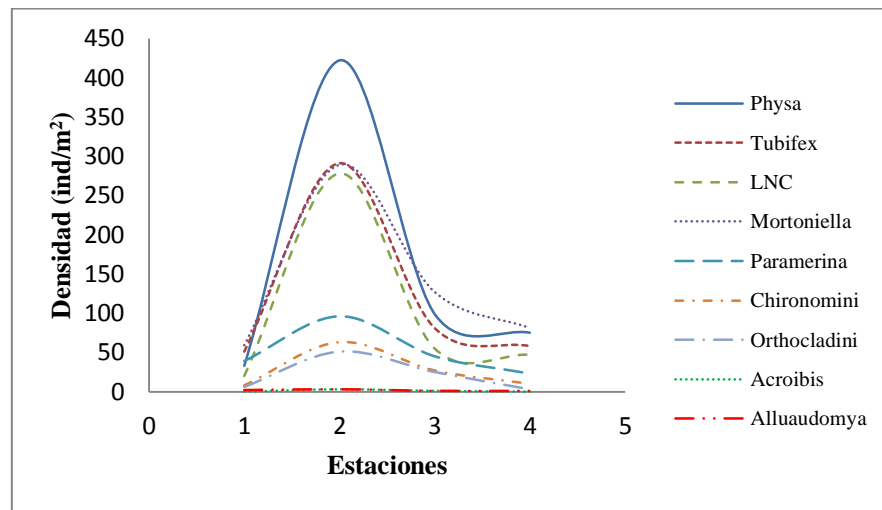 450
400
350
300
250
200
150
100
50
0
Densidad (ind/m²)
0 1 2 3 4 5
Estaciones
Physa
Tubifex
LNC
Mortoniella
Paramerina
Chironomini
Orthocladini
Acroibis
Alluaudomya